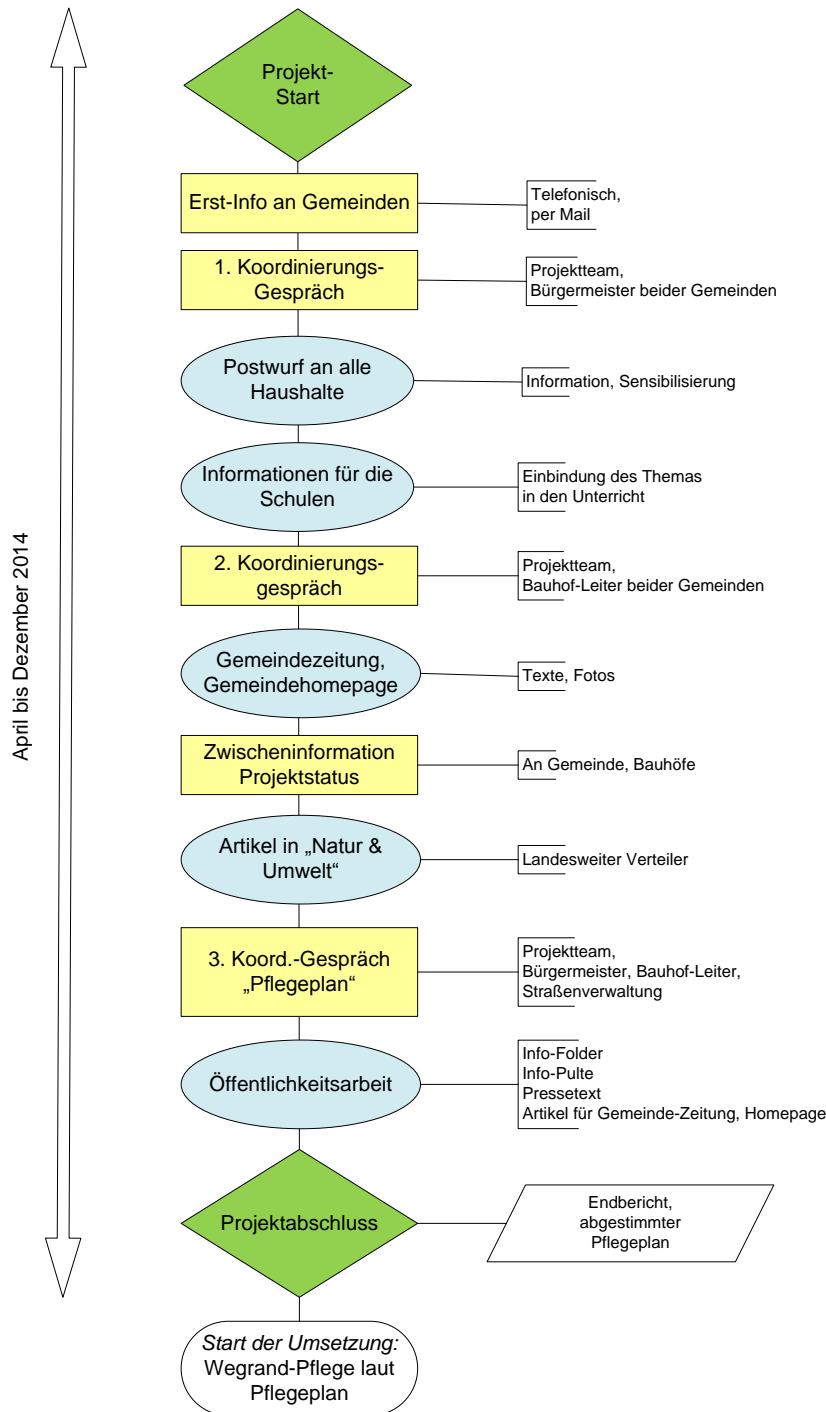 Projekt-
Start
Erst-Info an Gemeinden
Telefonisch,
per Mail
1. Koordinierungs-
Gespräch
Projektteam,
Bürgermeister beider Gemeinden
Postwurf an alle
Haushalte
Information, Sensibilisierung
Informationen für die
Schulen
Einbindung des Themas
in den Unterricht
April bis Dezember 2014
2. Koordinierungs-
gespräch
Projektteam,
Bauhof-Leiter beider Gemeinden
Gemeindezeitung,
Gemeindehomepage
Texte, Fotos
Zwischeninformation
Projektstatus
An Gemeinde, Bauhöfe
Artikel in „Natur &
Umwelt“
Landesweiter Verteiler
3. Koord.-Gespräch
„Pflegeplan“
Projektteam,
Bürgermeister, Bauhof-Leiter,
Straßenverwaltung
Öffentlichkeitsarbeit
Info-Folder
Info-Pulte
Pressetext
Artikel für Gemeinde-Zeitung, Homepage
Projektabschluss
Endbericht,
abgestimmter
Pflegeplan
Start der Umsetzung:
Wegrand-Pflege laut
Pflegeplan